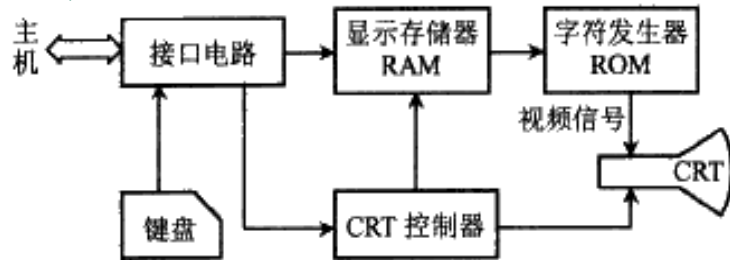 主
机
接口电路
显示存储器
RAM
字符发生器
ROM
视频信号
CRT
键盘
CRT 控制器